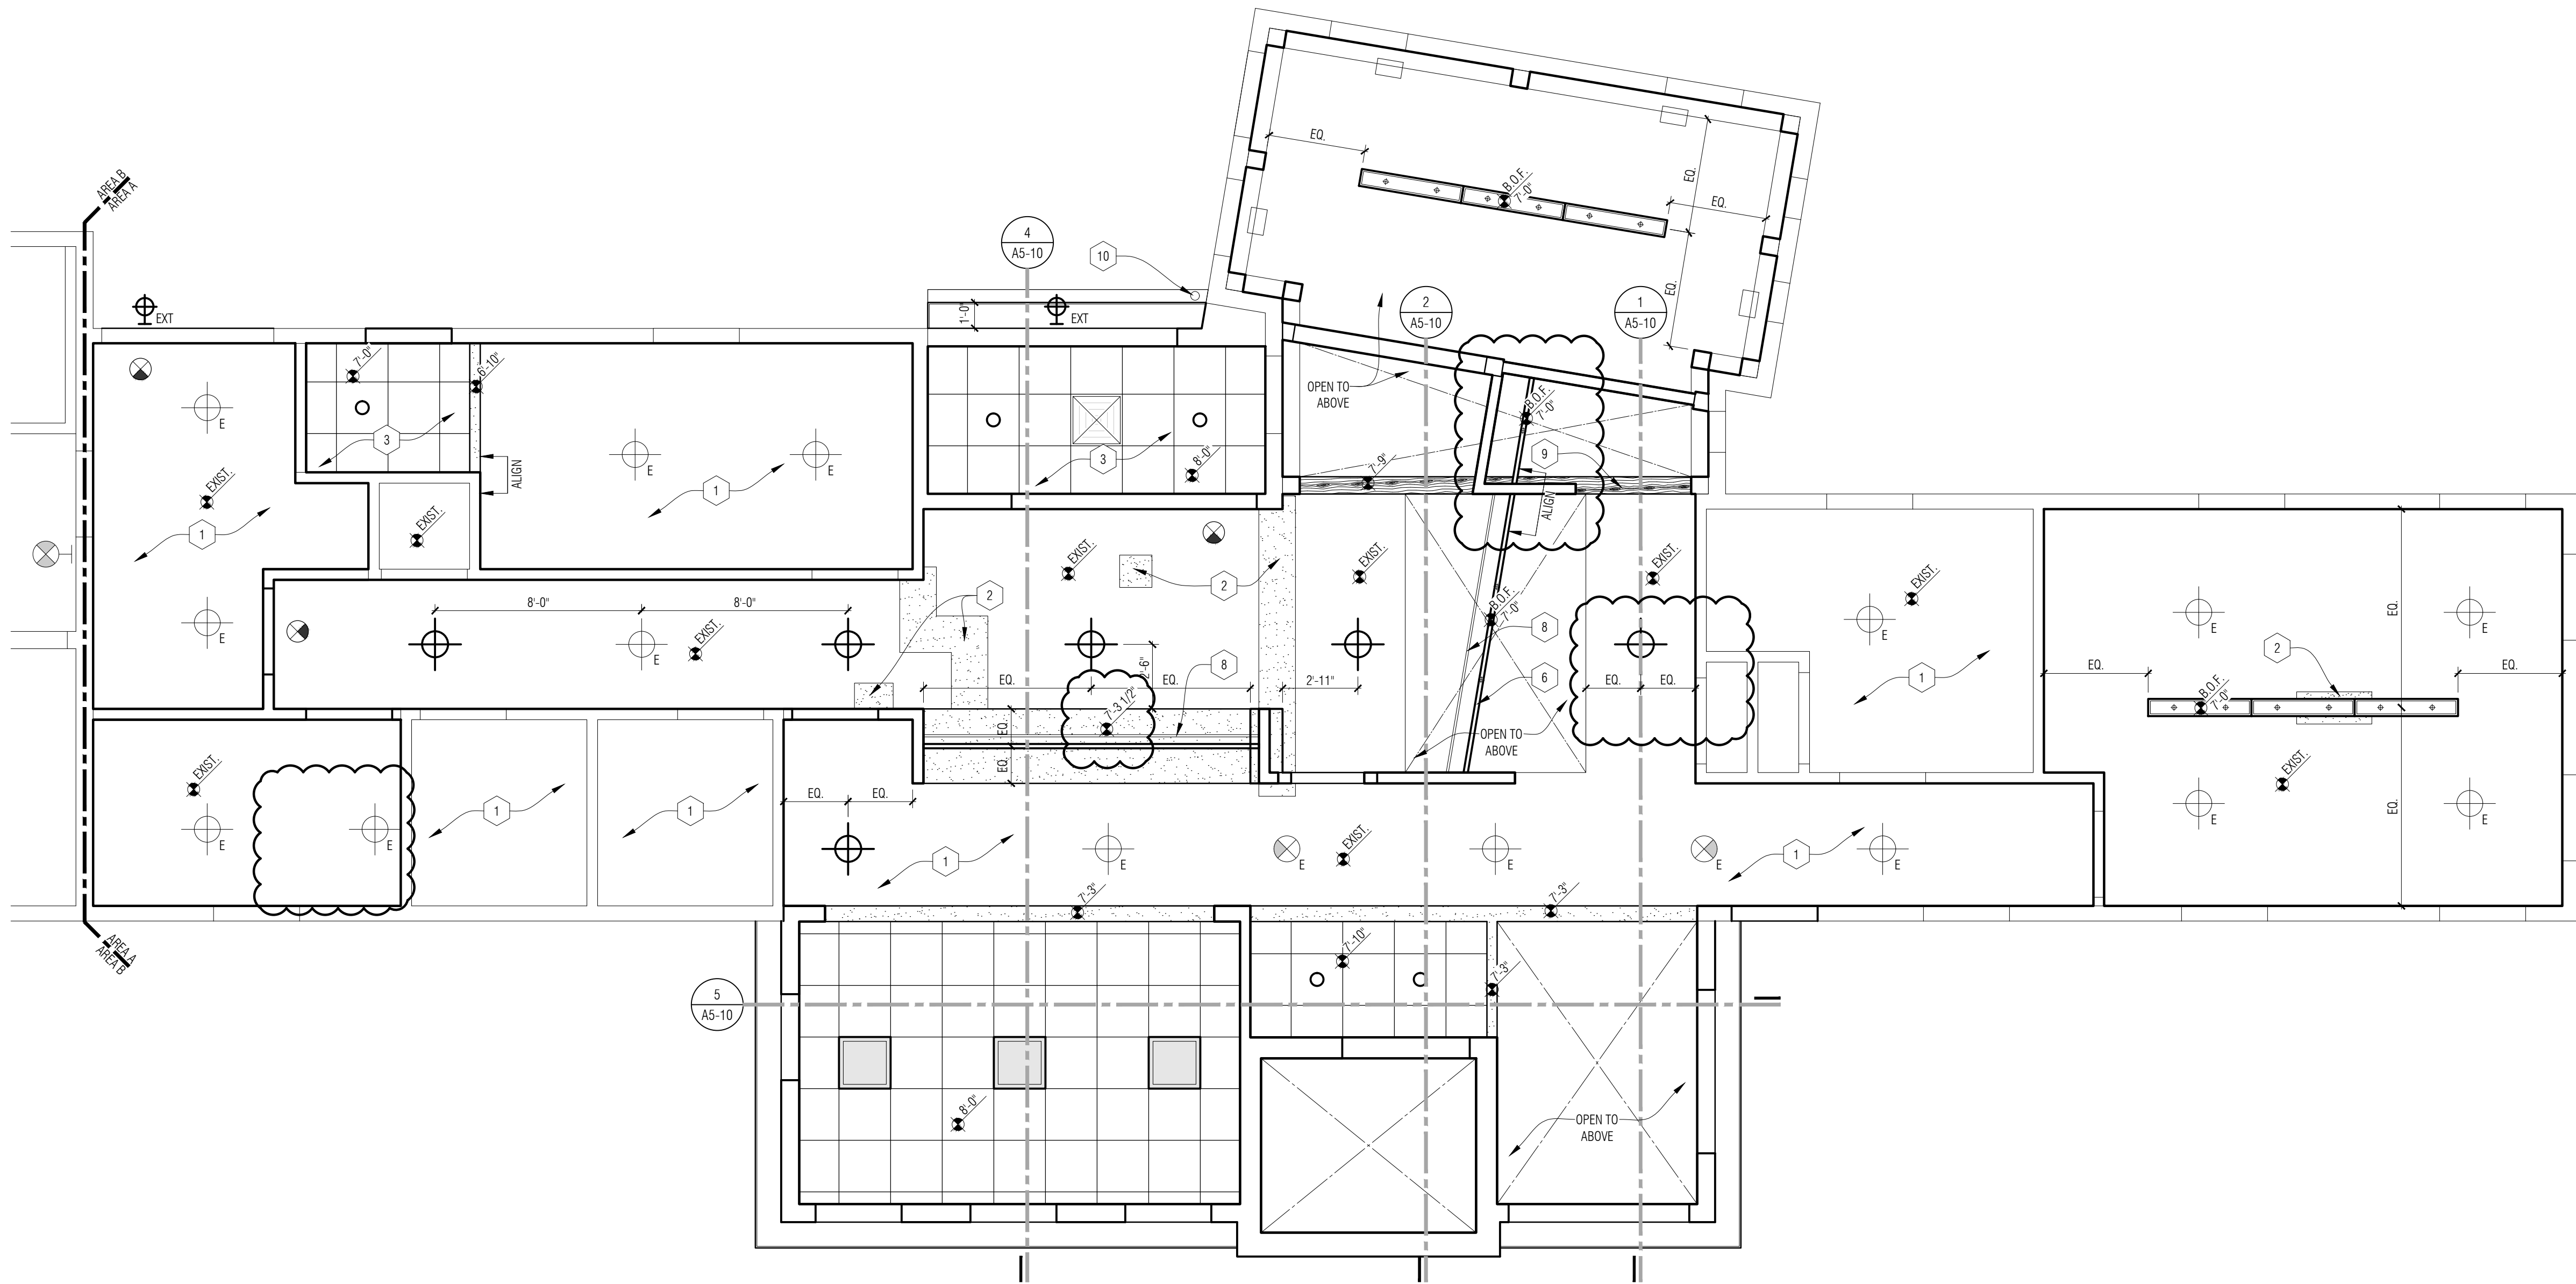 AREA B
AREA A
EXT
4
A5-10
10
1'-0"
EXT
EQ.
B.O.F.
7'-0"
EQ.
EQ.
EQ.
2
A5-10
1
A5-10
7'-0"
6'-10"
3
ALIGN
E
E
E
EXIST.
1
EXIST.
1
3
8'-0"
OPEN TO
ABOVE
B.O.F.
7'-0"
7'-9"
9
ALIGN
EXIST.
2
2
EXIST.
EXIST.
EXIST.
8'-0"
8'-0"
E
E
EXIST.
2'-6"
EQ.
EQ.
8
7'-3 1/2"
EQ.
EQ.
2'-11"
B.O.F.
7'-0"
8
6
OPEN TO
ABOVE
EQ.
EQ.
E
1
E
E
EQ.
2
EQ.
EQ.
B.O.F.
7'-0"
EXIST.
EQ.
E
E
EXIST.
E
E
1
1
EQ.
EQ.
1
E
E
EXIST.
E
E
1
E
AREA A
AREA B
7'-3"
7'-3"
7'-10"
7'-3"
5
A5-10
8'-0"
OPEN TO
ABOVE